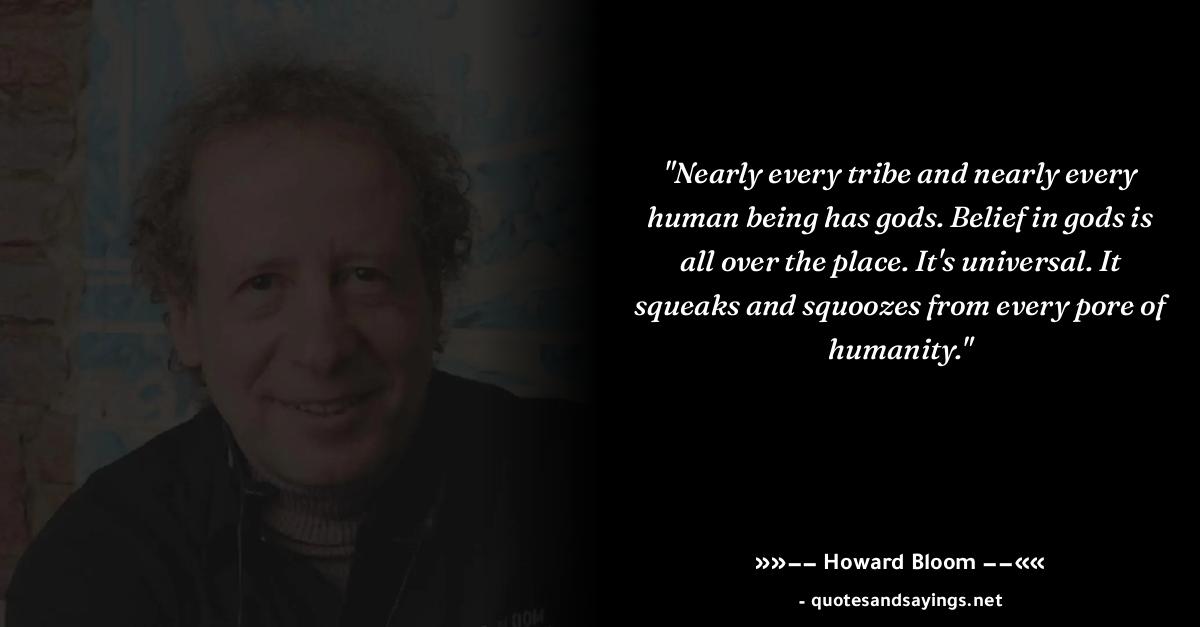 "Nearly every tribe and nearly every
human being has gods. Belief in gods is
all over the place. It's universal. It
squeaks and squoozes from every pore of
humanity."
»»−− Howard Bloom −−««
- quotesandsayings.net